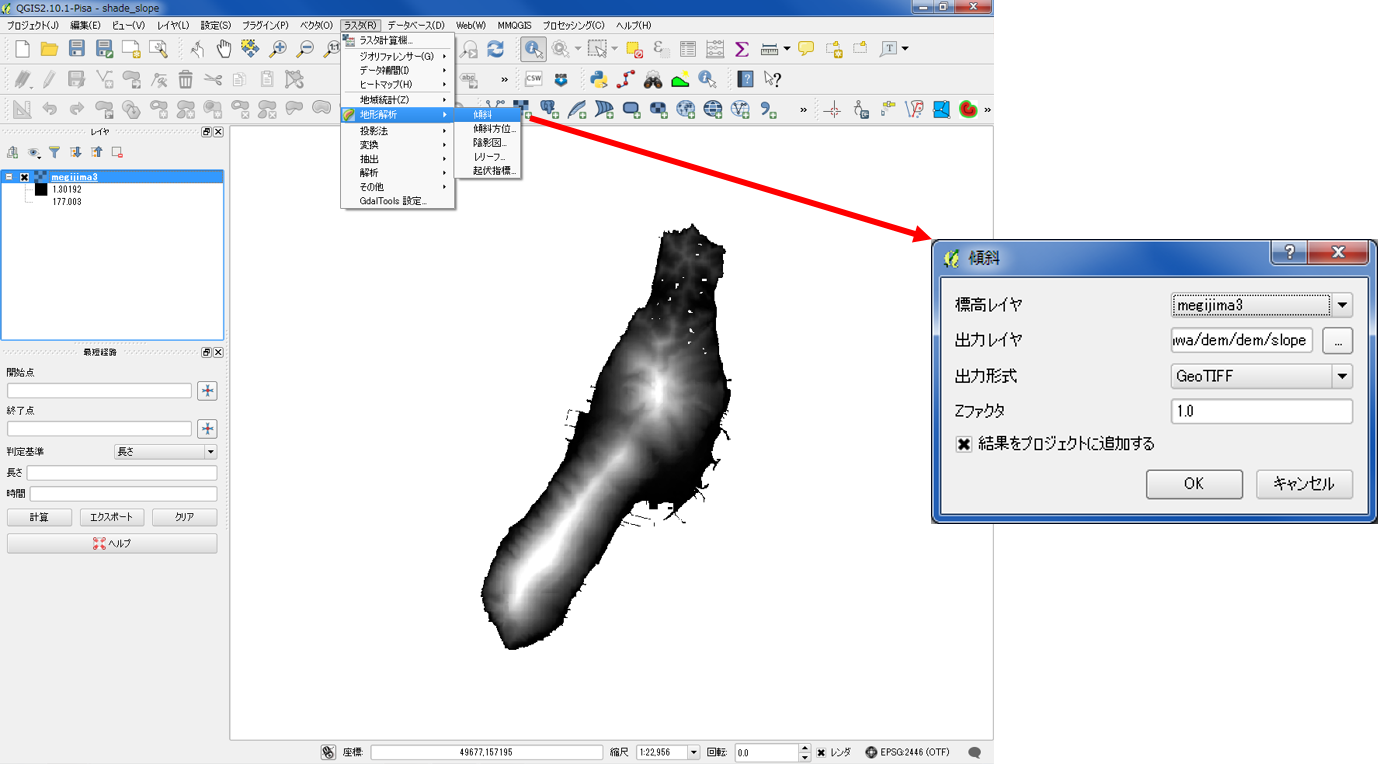 QGIS2.10.1-Pisa - shade_slope
プロジェクト(J) 編集(E) ビュー(V) レイヤ(L) 設定(S) プラグイン(P) ベクタ(O) ラスタ(R) データベース(D) Web(W) MMQGIS プロセッシング(C) ヘルプ(H)
ラスタ計算機...
ジオリファレンサー(G)
データ補間(I)
ヒートマップ(H)
地域統計(Z)
地形解析
投影法
変換
抽出
解析
その他
GdalTools 設定...
傾斜
傾斜方位...
陰影図...
レリーフ...
起伏指標...
abc
CSW
レイヤ
megijima3
1.30192
177.003
最短経路
開始点
終了点
判定基準 長さ
長さ
時間
計算 エクスポート クリア
ヘルプ
座標: 49677,157195 縮尺 1:22,956 回転: 0.0 レンダ EPSG:2446 (OTF)
傾斜
標高レイヤ megijima3
出力レイヤ ıwa/dem/dem/slope ...
出力形式 GeoTIFF
Zファクタ 1.0
結果をプロジェクトに追加する
OK キャンセル